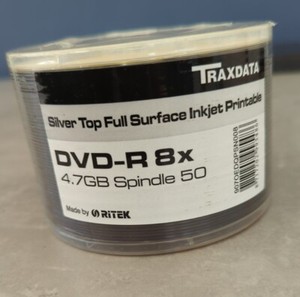 TRAXDATA
Silver Top Full Surface Inkjet Printable
DVD-R 8x
4.7GB Spindle 50
Made by RITEK